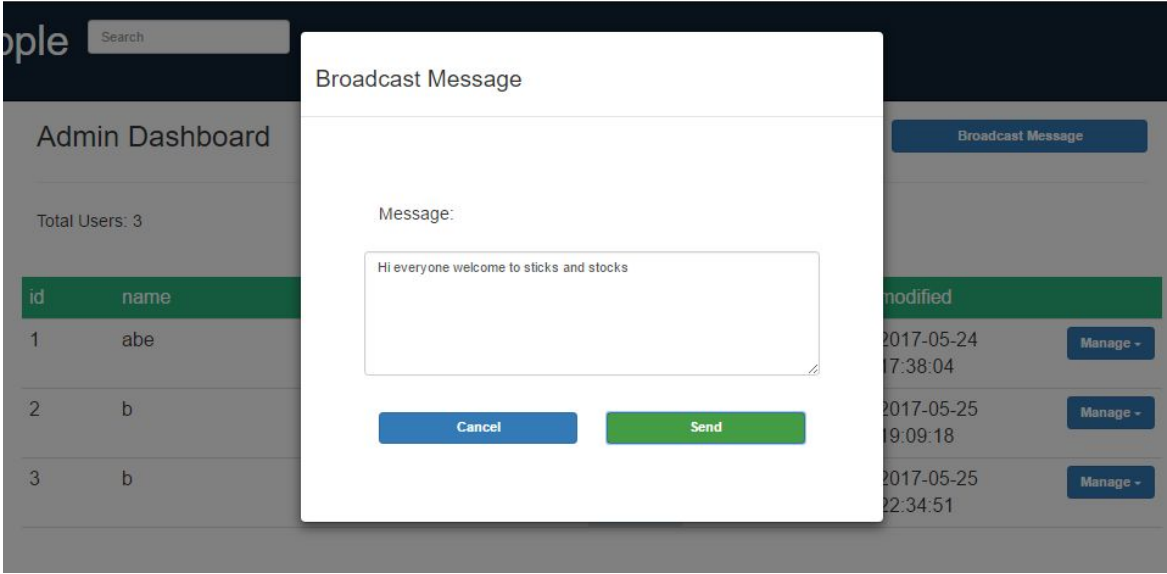 Search
Broadcast Message
Admin Dashboard
Broadcast Message
Total Users: 3
Message:
Hi everyone welcome to sticks and stocks
id name modified
1 abe 2017-05-24
17:38:04
Manage
2 b 2017-05-25
19:09:18
Manage
3 b 2017-05-25
22:34:51
Manage
Cancel
Send